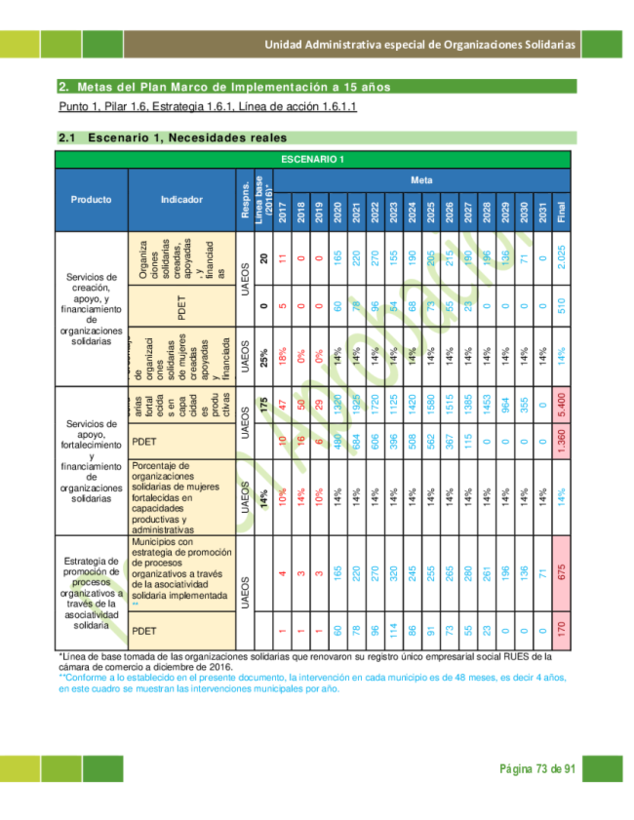 Unidad Administrativa especial de Organizaciones Solidarias
2. Metas del Plan Marco de Implementación a 15 años
Punto 1, Pilar 1.6, Estrategia 1.6.1, Línea de acción 1.6.1.1
2.1 Escenario 1, Necesidades reales
ESCENARIO 1
Producto Indicador Respns. Línea base (2016)* Meta
2017 2018 2019 2020 2021 2022 2023 2024 2025 2026 2027 2028 2029 2030 2031 Final
Servicios de
creación,
apoyo, y
financiamiento
de
organizaciones
solidarias
Organiza
ciones
solidarias
creadas,
apoyadas
y
financiad
as
UAEOS
20 11 0 0 165 220 270 155 190 205 215 190 196 136 71 0 2.025
PDET
0 5 0 0 60 78 96 54 68 73 55 23 0 0 0 0 510
de
organizaci
ones
solidarias
de mujeres
creadas
apoyadas
y
financiada
UAEOS
25% 18% 0% 0% 14% 14% 14% 14% 14% 14% 14% 14% 14% 14% 14% 14% 14%
Servicios de
apoyo,
fortalecimiento
y
financiamiento
de
organizaciones
solidarias
arias
fortal
ecida
s en
capa
cidad
es
produ
ctivas
UAEOS
175 47 50 29 1320 1925 1720 1125 1420 1580 1515 1385 1453 964 355 0 5.400
PDET
10 16 6 480 684 606 396 508 562 367 115 0 0 0 0 1.360
Porcentaje de
organizaciones
solidarias de mujeres
fortalecidas en
capacidades
productivas y
administrativas
UAEOS
14% 10% 14% 10% 14% 14% 14% 14% 14% 14% 14% 14% 14% 14% 14% 14% 14%
Estrategia de
promoción de
procesos
organizativos a
través de la
asociatividad
solidaria
Municipios con
estrategia de promoción
de procesos
organizativos a través
de la asociatividad
solidaria implementada
**
UAEOS
4 3 3 165 220 270 320 245 255 265 280 261 196 136 71 675
PDET
1 1 1 60 78 96 114 86 91 73 55 23 0 0 0 170
*Linea de base tomada de las organizaciones solidarias que renovaron su registro único empresarial social RUES de la
cámara de comercio a diciembre de 2016.
**Conforme a lo establecido en el presente documento, la intervención en cada municipio es de 48 meses, es decir 4 años,
en este cuadro se muestran las intervenciones municipales por año.
Página 73 de 91